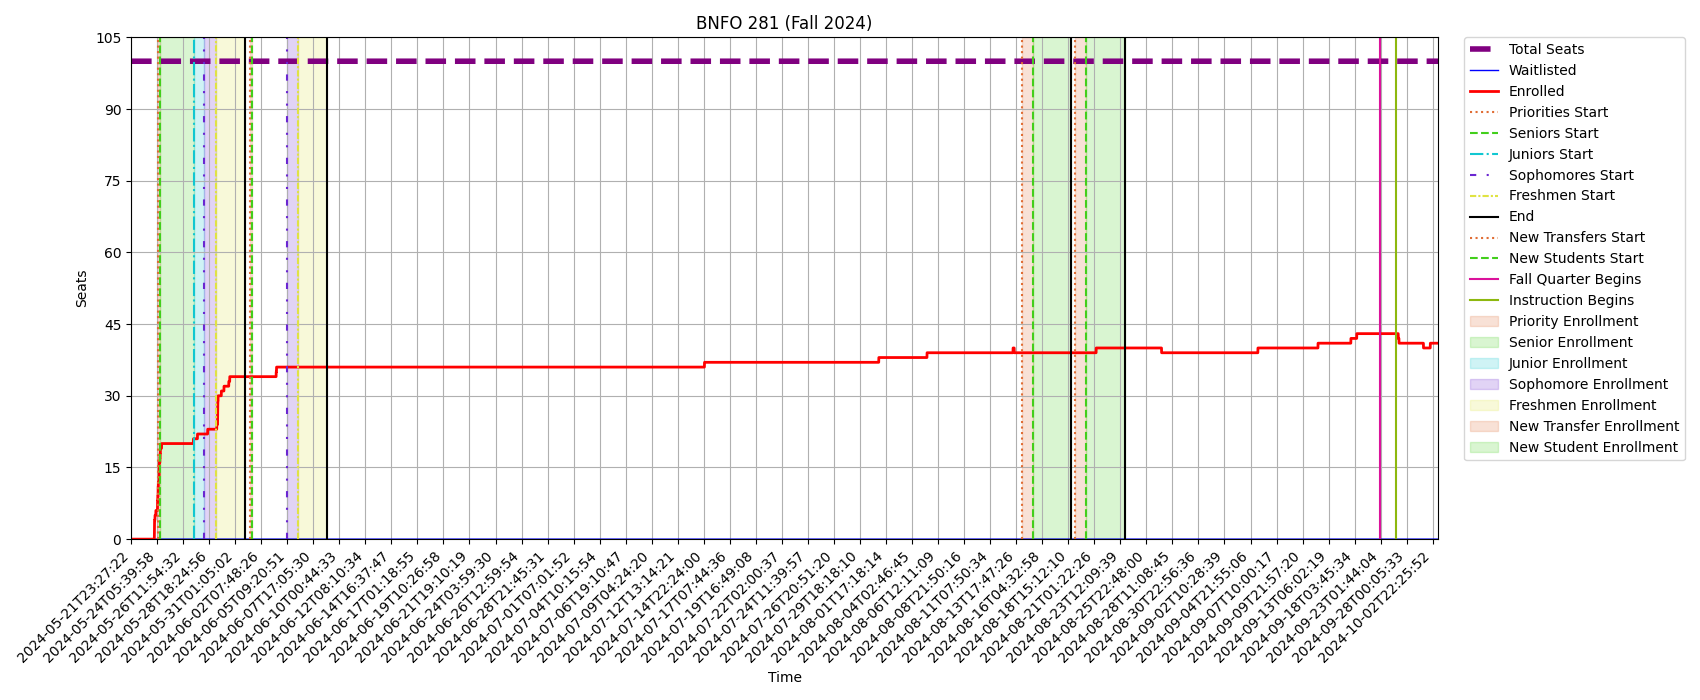 BNFO 281 (Fall 2024)
105
90
75
60
45
30
15
0
Seats
2024-05-21T23:27:22
2024-05-24T05:39:58
2024-05-26T11:54:32
2024-05-28T18:24:56
2024-05-31T01:05:02
2024-06-02T07:48:26
2024-06-05T09:20:51
2024-06-07T17:05:30
2024-06-10T00:44:33
2024-06-12T08:10:34
2024-06-14T16:37:47
2024-06-17T01:18:55
2024-06-19T10:26:58
2024-06-21T19:10:19
2024-06-24T03:59:30
2024-06-26T12:59:54
2024-06-28T21:45:31
2024-07-01T07:01:52
2024-07-04T10:15:54
2024-07-06T19:10:47
2024-07-09T04:24:20
2024-07-12T13:14:21
2024-07-14T22:24:00
2024-07-17T07:44:36
2024-07-19T16:49:08
2024-07-22T02:00:37
2024-07-24T11:39:57
2024-07-26T20:51:20
2024-07-29T18:18:10
2024-08-01T17:18:14
2024-08-04T02:46:45
2024-08-06T12:11:09
2024-08-08T21:50:16
2024-08-11T07:50:34
2024-08-13T17:47:26
2024-08-16T04:32:58
2024-08-18T15:12:10
2024-08-21T01:22:26
2024-08-23T12:09:39
2024-08-25T22:48:00
2024-08-28T11:08:45
2024-08-30T22:56:36
2024-09-02T10:28:39
2024-09-04T21:55:06
2024-09-07T10:00:17
2024-09-09T21:57:20
2024-09-13T06:02:19
2024-09-18T03:45:34
2024-09-23T01:44:04
2024-09-28T00:05:33
2024-10-02T22:25:52
Time
Total Seats
Waitlisted
Enrolled
Priorities Start
Seniors Start
Juniors Start
Sophomores Start
Freshmen Start
End
New Transfers Start
New Students Start
Fall Quarter Begins
Instruction Begins
Priority Enrollment
Senior Enrollment
Junior Enrollment
Sophomore Enrollment
Freshmen Enrollment
New Transfer Enrollment
New Student Enrollment